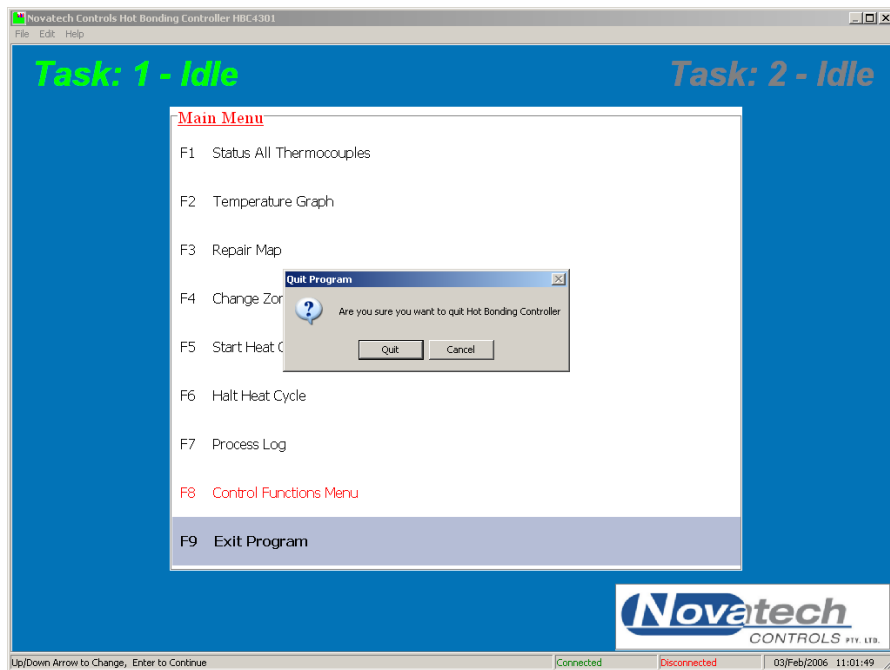 Novatech Controls Hot Bonding Controller HBC4301
File Edit Help
Task: 1 - Idle
Task: 2 - Idle
Main Menu
F1 Status All Thermocouples
F2 Temperature Graph
F3 Repair Map
F4 Change Zon
F5 Start Heat C
F6 Halt Heat Cycle
F7 Process Log
F8 Control Functions Menu
F9 Exit Program
Quit Program
Are you sure you want to quit Hot Bonding Controller
Quit Cancel
Novatech
CONTROLS PTY. LTD.
Up/Down Arrow to Change, Enter to Continue
Connected
Disconnected
03/Feb/2006 11:01:49